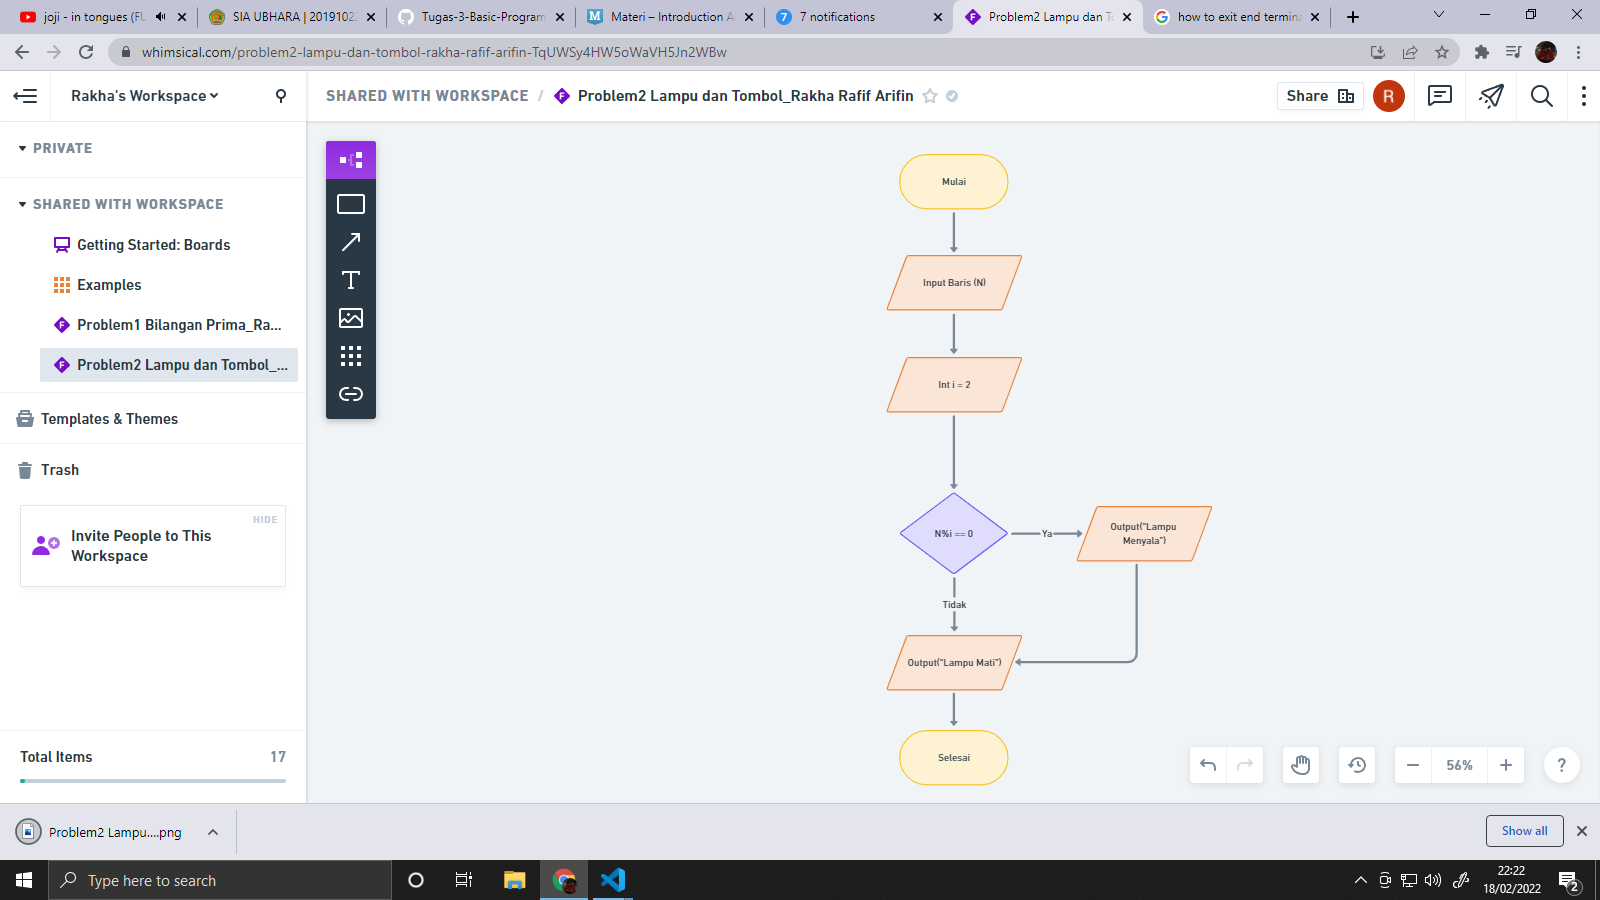 joji - in tongues (FU
SIA UBHARA | 2019102
Tugas-3-Basic-Program
Materi – Introduction A
7 notifications
Problem2 Lampu dan To
how to exit end termina
whimsical.com/problem2-lampu-dan-tombol-rakha-rafif-arifin-TqUWSy4HW5oWaVH5Jn2WBw
Rakha's Workspace
SHARED WITH WORKSPACE / Problem2 Lampu dan Tombol_Rakha Rafif Arifin
Share
R
PRIVATE
SHARED WITH WORKSPACE
Getting Started: Boards
Examples
Problem1 Bilangan Prima_Ra...
Problem2 Lampu dan Tombol_...
Templates & Themes
Trash
HIDE
Invite People to This
Workspace
Total Items 17
Mulai
Input Baris (N)
Int i = 2
N%i == 0
Ya
Output("Lampu
Menyala")
Tidak
Output("Lampu Mati")
Selesai
56%
?
Problem2 Lampu....png
Show all
Type here to search
22:22
18/02/2022
2